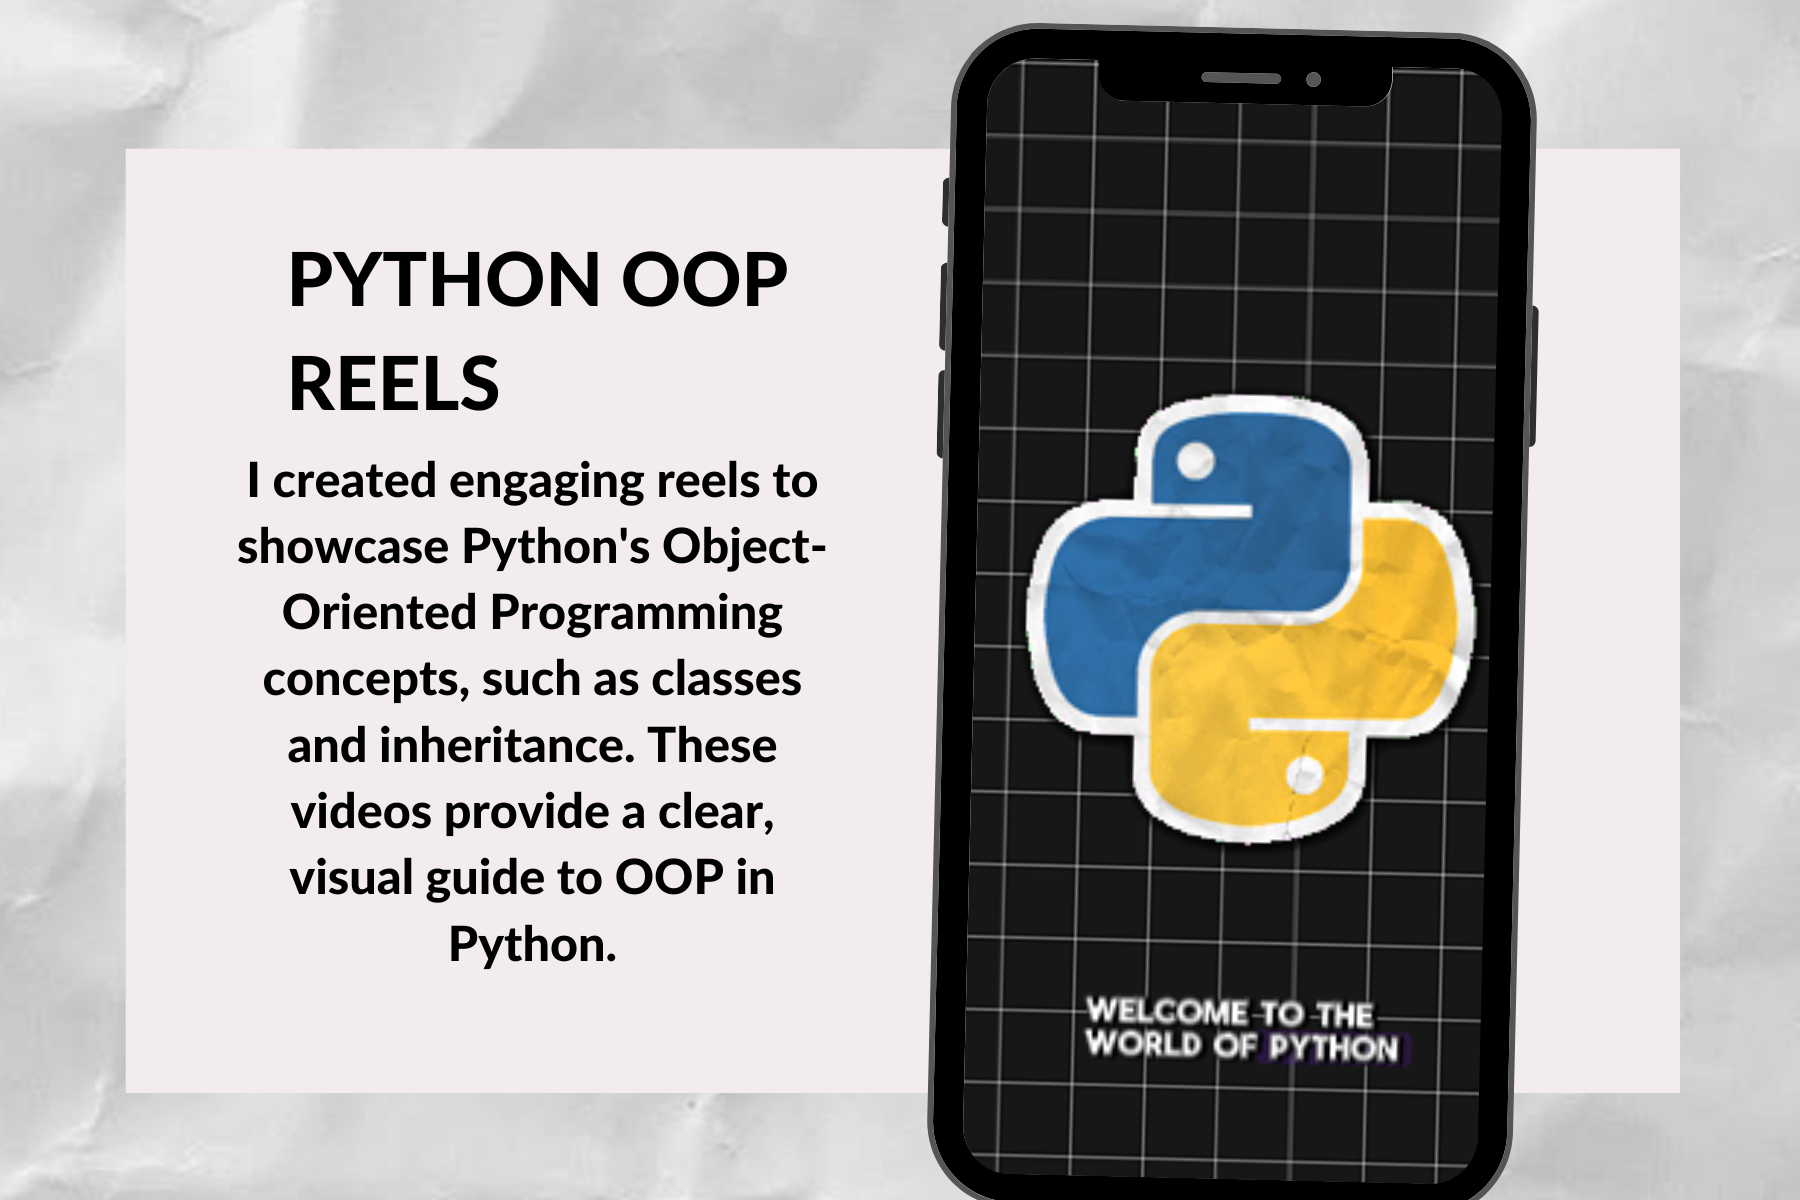 PYTHON OOP
REELS
I created engaging reels to
showcase Python's Object-
Oriented Programming
concepts, such as classes
and inheritance. These
videos provide a clear,
visual guide to OOP in
Python.
WELCOME TO THE
WORLD OF PYTHON